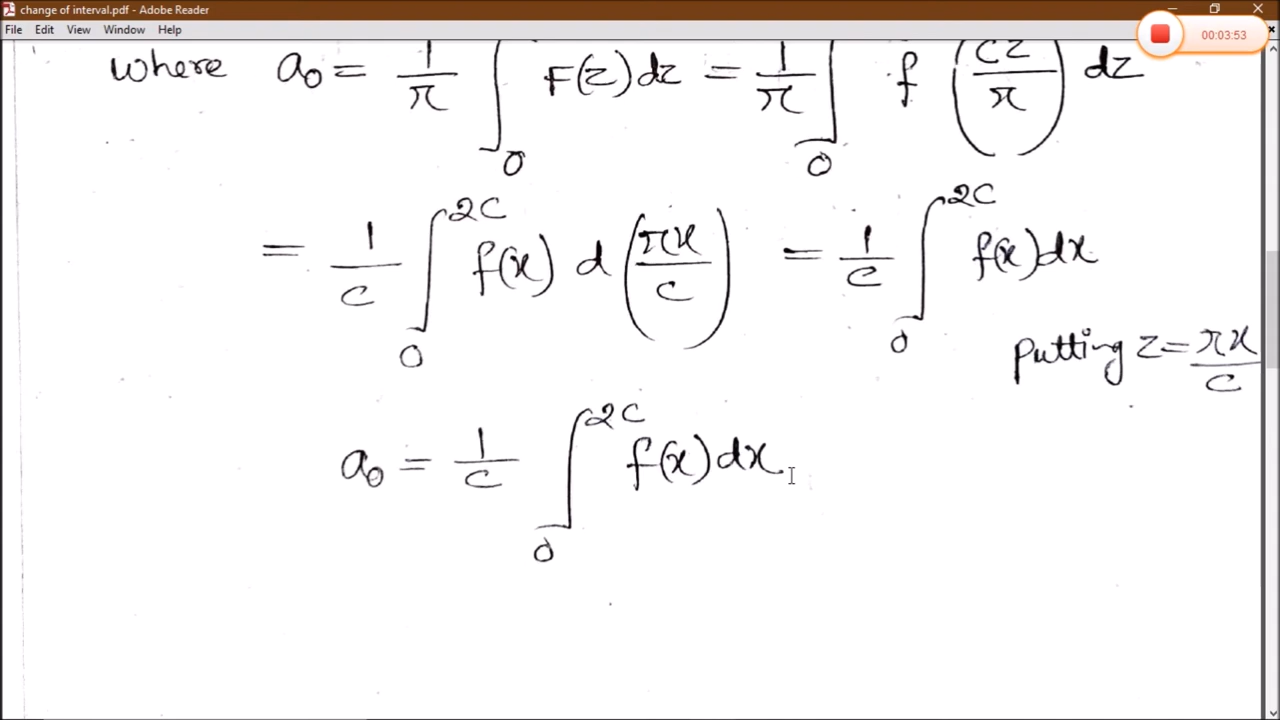 change of interval.pdf - Adobe Reader
File Edit View Window Help
00:03:53
where a₀ = 1/π ∫₀ F(z)dz = 1/π ∫₀ f(cz/π) dz
= 1/c ∫₀^2c f(x) d(πx/c) = 1/c ∫₀^2c f(x)dx.
putting z = πx/c
a₀ = 1/c ∫₀^2c f(x)dx.